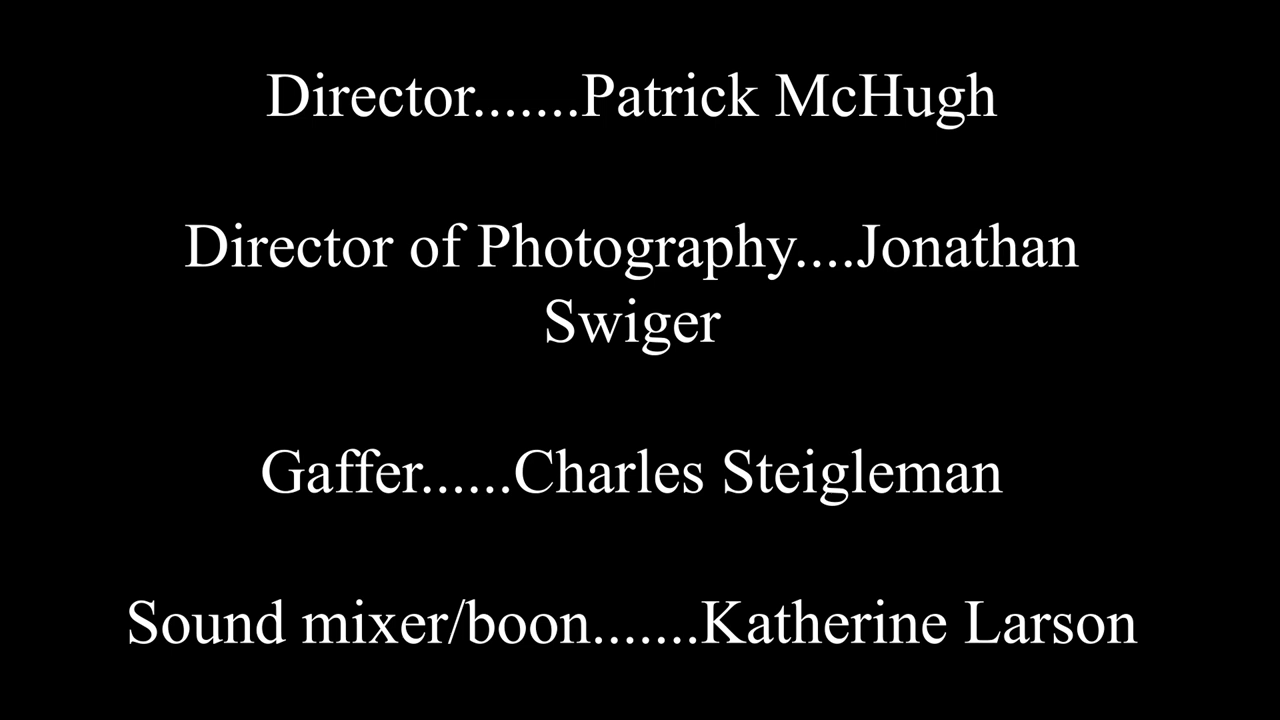 Director.......Patrick McHugh
Director of Photography....Jonathan
Swiger
Gaffer......Charles Steigleman
Sound mixer/boon.......Katherine Larson